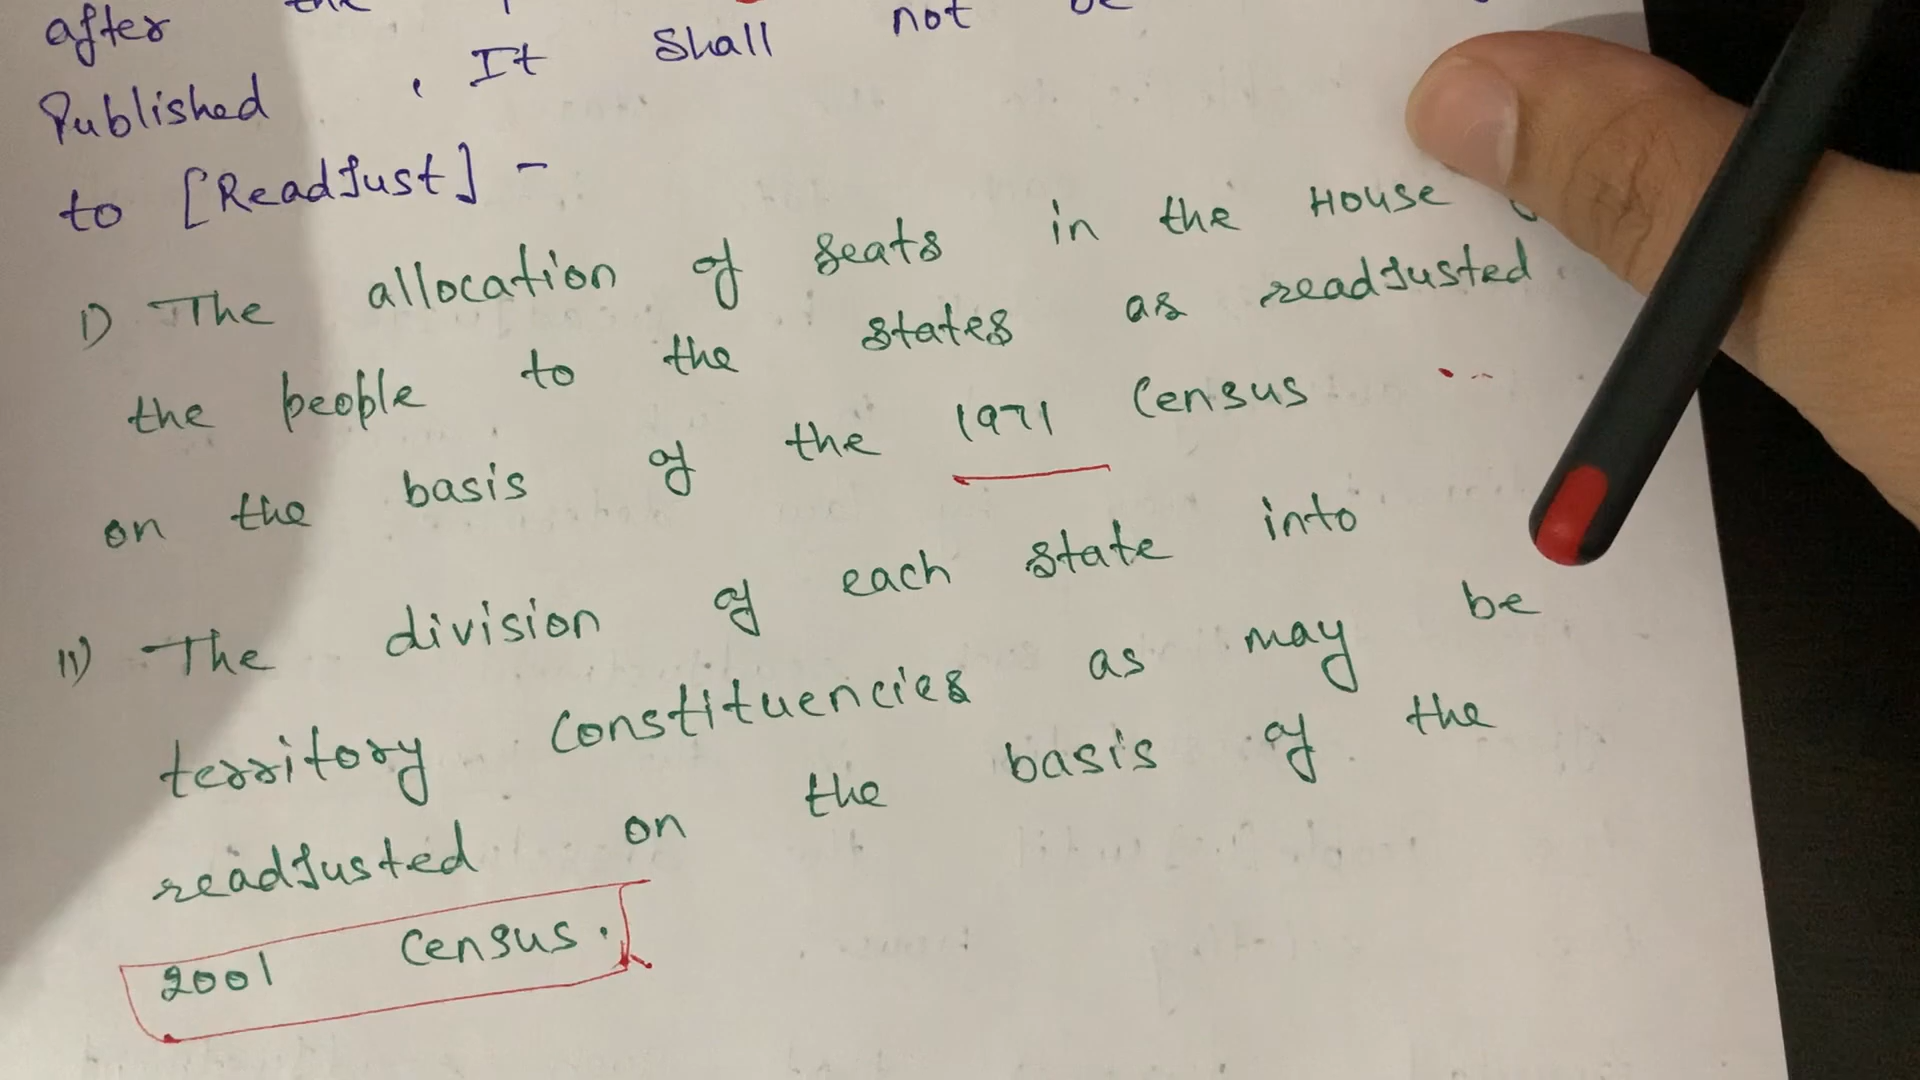 after the
Published , It Shall not be
to [ReadJust] -
I) The allocation of seats in the House
the people to the states as readJusted
on the basis of the 1971 Census
II) The division of each state into
territory constituencies as may be
readJusted on the basis of the
2001 Census.